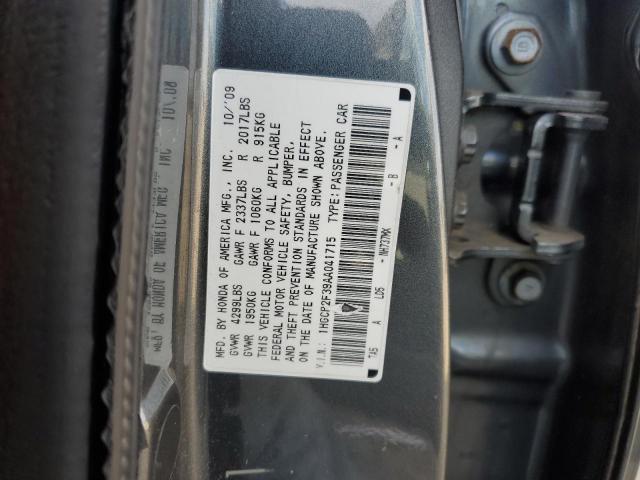 MFD. BY HONDA OF AMERICA MFG., INC. 10/'09
GVWR 4299LBS GAWR F 2337LBS R 2017LBS
GVWR 1950KG GAWR F 1060KG R 915KG
THIS VEHICLE CONFORMS TO ALL APPLICABLE
FEDERAL MOTOR VEHICLE SAFETY, BUMPER,
AND THEFT PREVENTION STANDARDS IN EFFECT
ON THE DATE OF MANUFACTURE SHOWN ABOVE.
V.I.N.: 1HGCP2F39AA041715 TYPE: PASSENGER CAR
7A5 A L05 - NH737MX - B - A